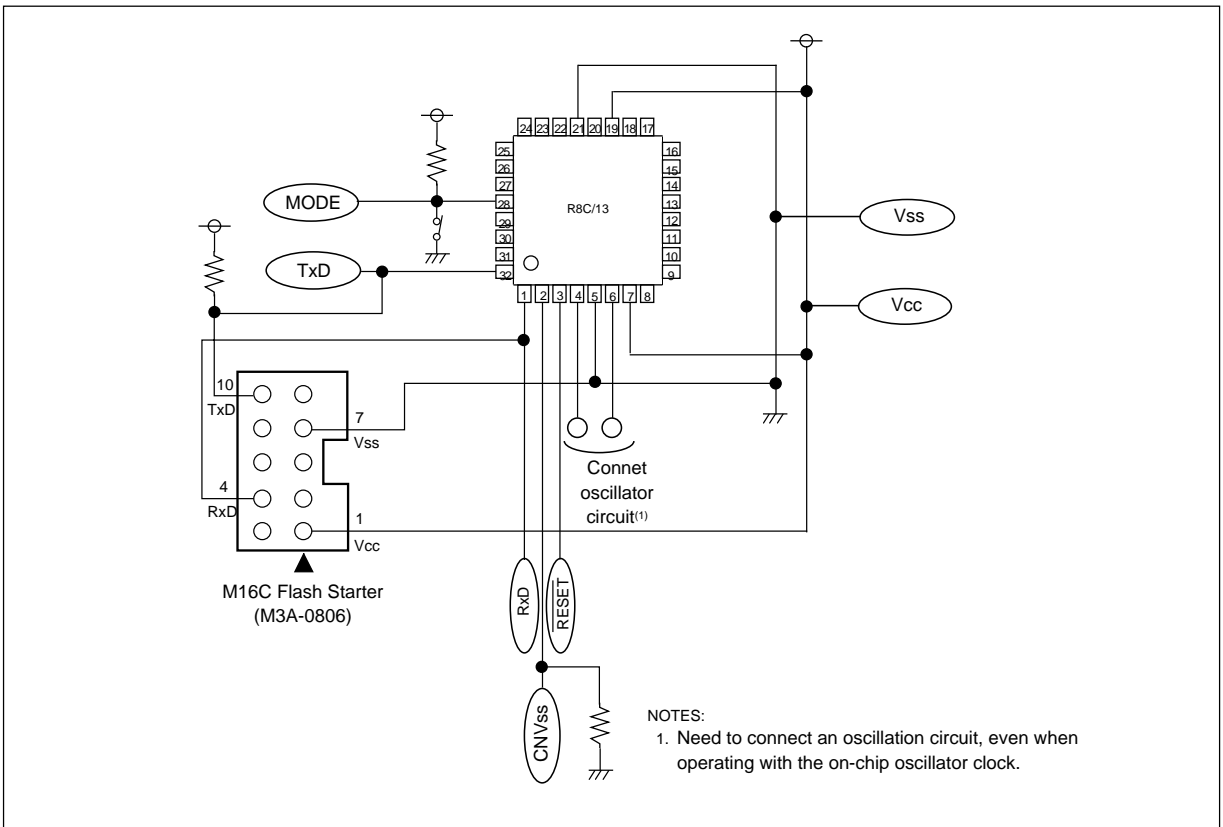 24 23 22 21 20 19 18 17
25
26
27
28
29
30
31
32
16
15
14
13
12
11
10
9
R8C/13
1 2 3 4 5 6 7 8
MODE
TxD
Vss
Vcc
10
TxD
7
Vss
4
RxD
1
Vcc
M16C Flash Starter
(M3A-0806)
Connet
oscillator
circuit(1)
RxD
RESET
CNVss
NOTES:
1. Need to connect an oscillation circuit, even when
operating with the on-chip oscillator clock.